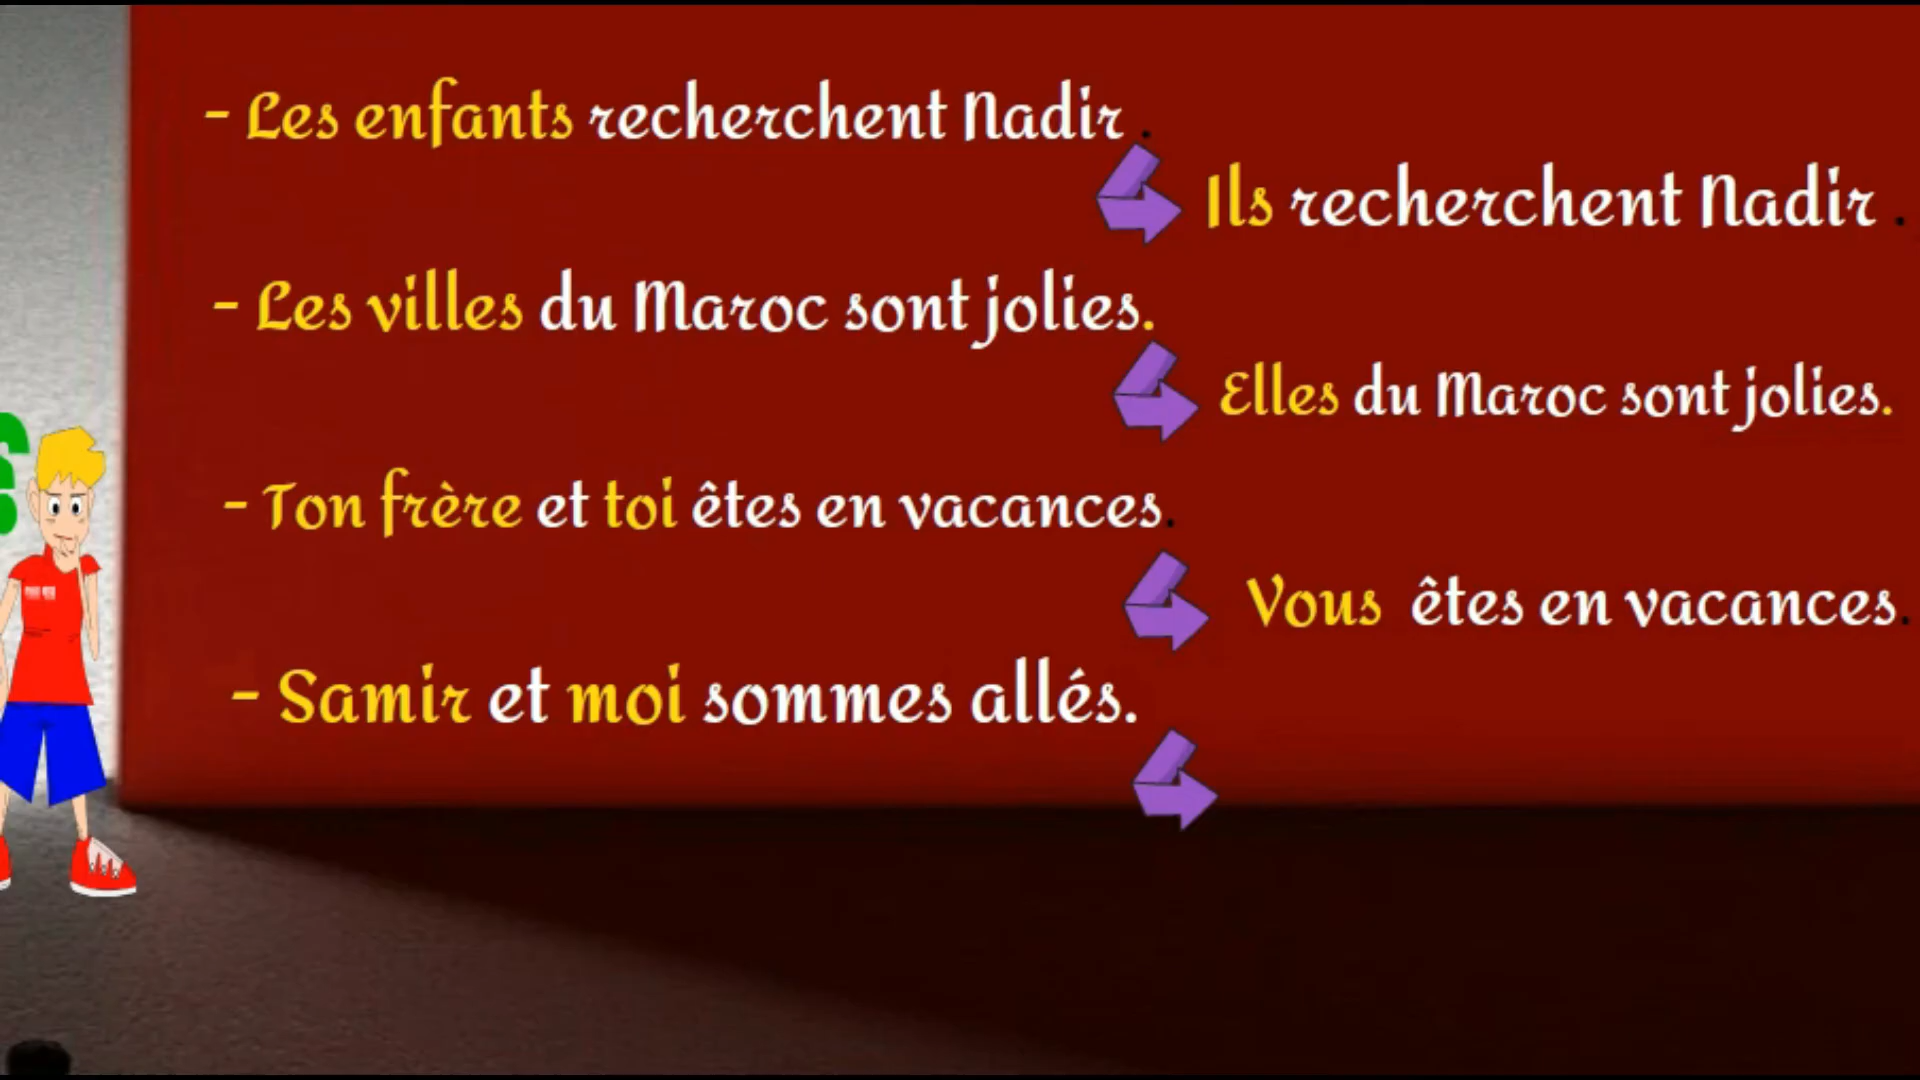 - Les enfants recherchent Nadir .
Ils recherchent Nadir .
- Les villes du Maroc sont jolies.
Elles du Maroc sont jolies.
- Ton frère et toi êtes en vacances.
Vous êtes en vacances.
- Samir et moi sommes allés.